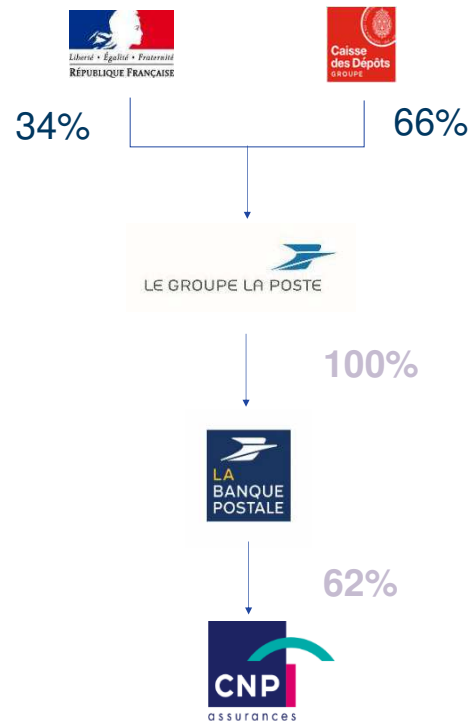 Liberté • Égalité • Fraternité
RÉPUBLIQUE FRANÇAISE
Caisse
des Dépôts
GROUPE
34%
66%
LE GROUPE LA POSTE
100%
LA
BANQUE
POSTALE
62%
CNP
assurances